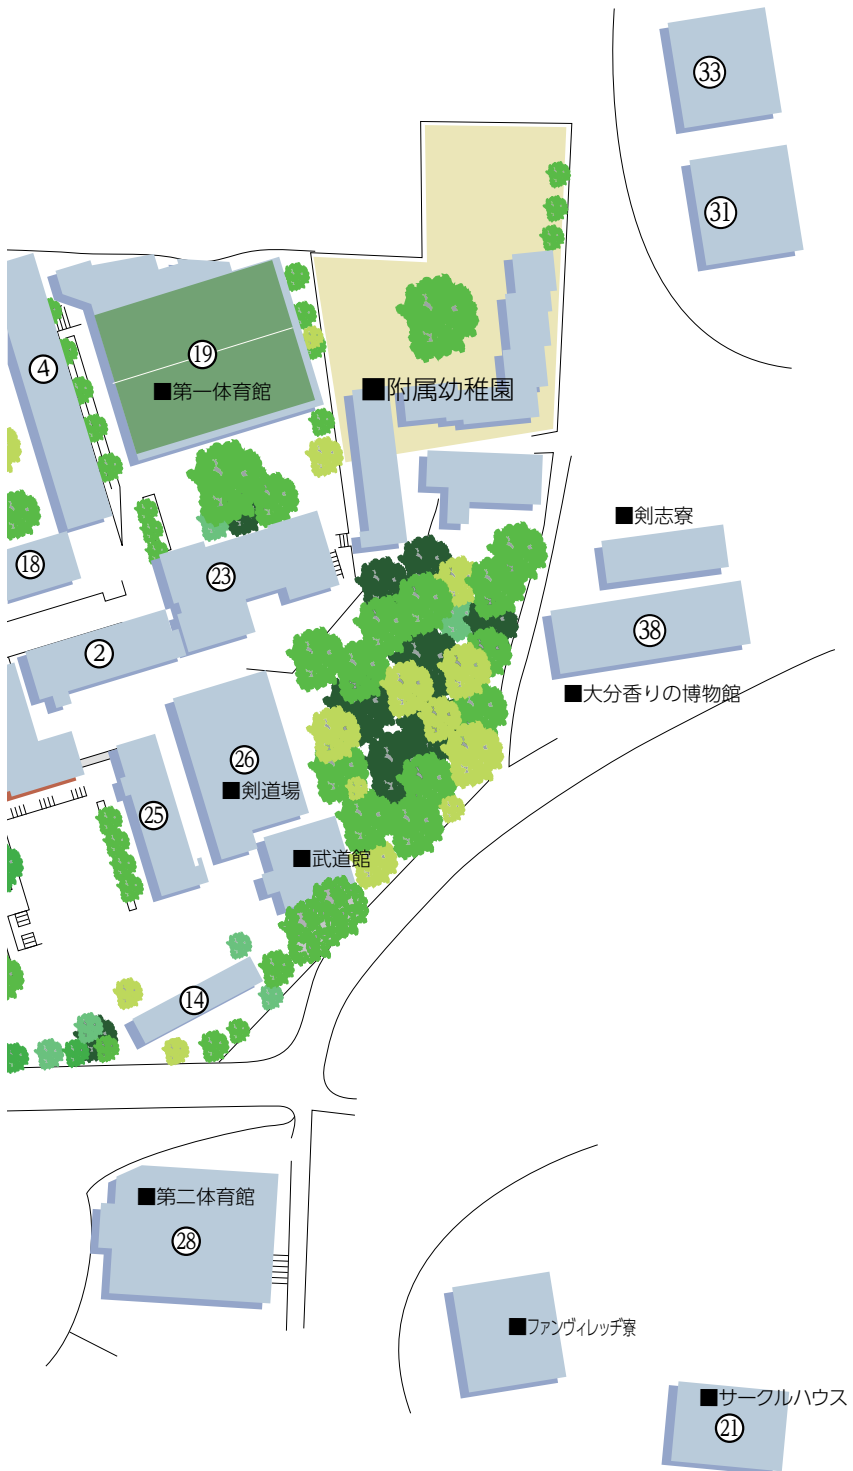 ㉝
㉛
⑲
④
■第一体育館
■附属幼稚園
■剣志寮
⑱
㉓
㊳
②
■大分香りの博物館
㉖
■剣道場
㉕
■武道館
⑭
■第二体育館
㉘
■ファンヴィレッヂ寮
■サークルハウス
㉑